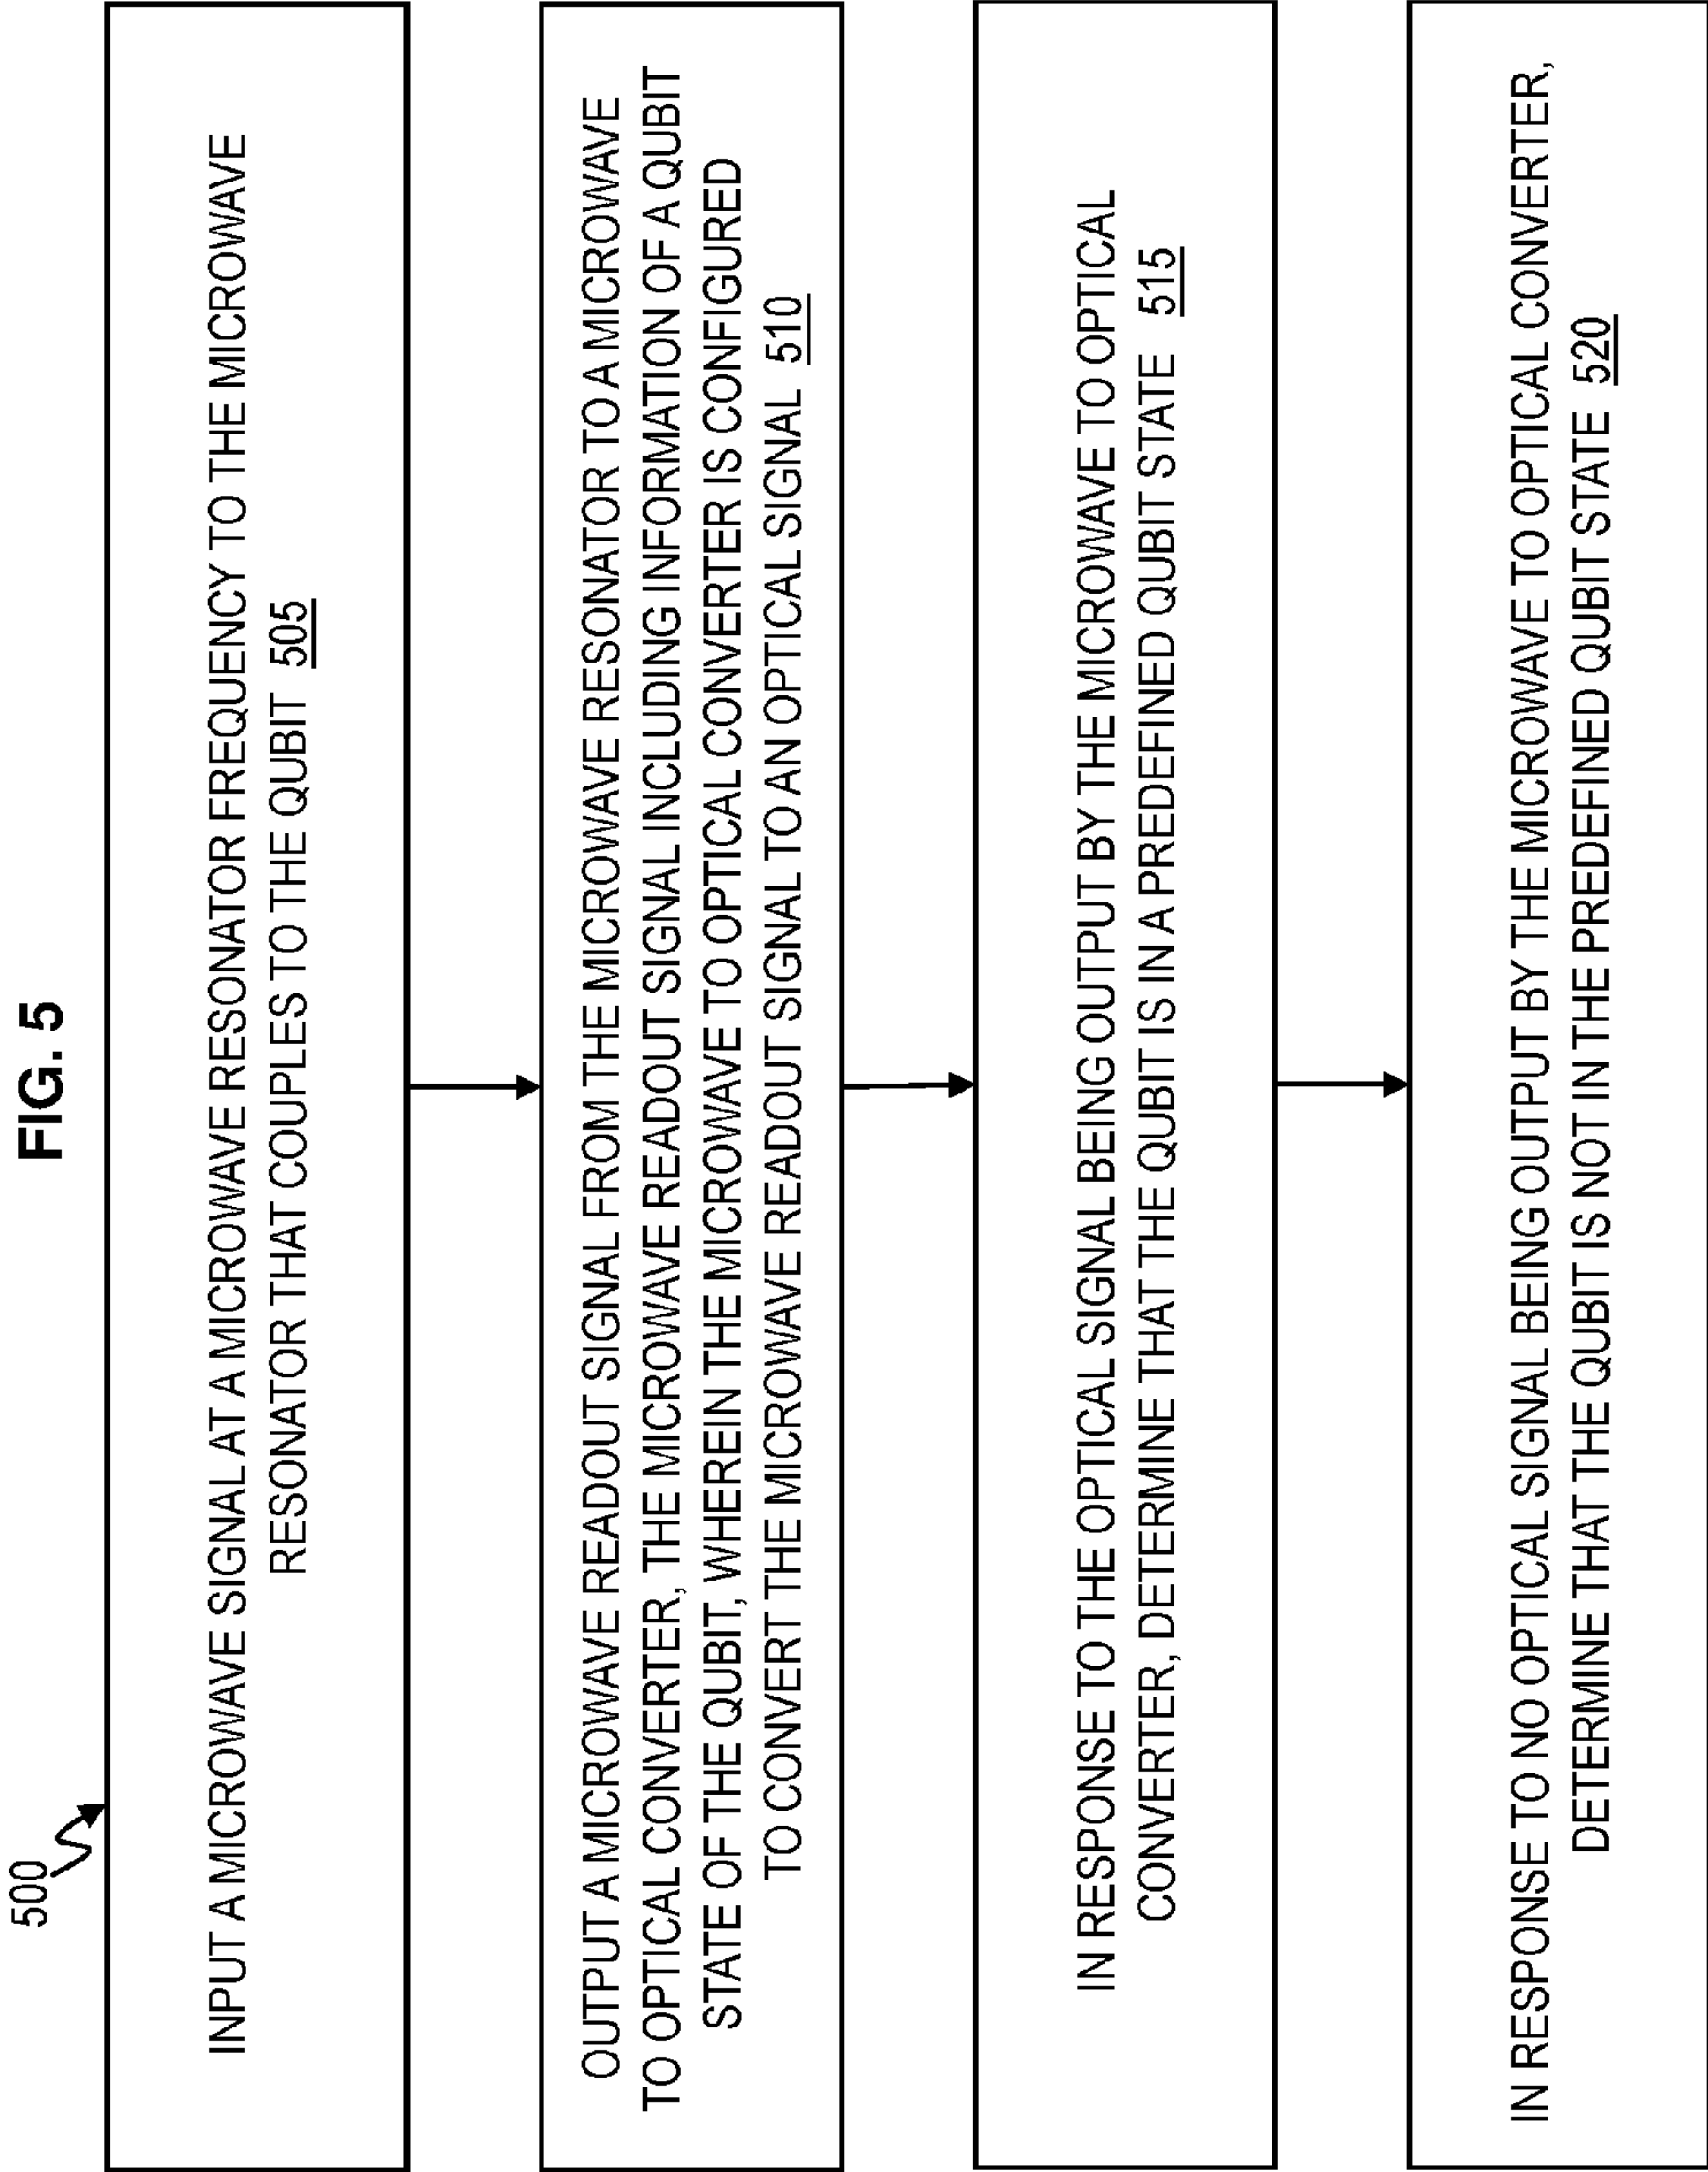 FIG. 5
500
INPUT A MICROWAVE SIGNAL AT A MICROWAVE RESONATOR FREQUENCY TO THE MICROWAVE
RESONATOR THAT COUPLES TO THE QUBIT 505
OUTPUT A MICROWAVE READOUT SIGNAL FROM THE MICROWAVE RESONATOR TO A MICROWAVE
TO OPTICAL CONVERTER, THE MICROWAVE READOUT SIGNAL INCLUDING INFORMATION OF A QUBIT
STATE OF THE QUBIT, WHEREIN THE MICROWAVE TO OPTICAL CONVERTER IS CONFIGURED
TO CONVERT THE MICROWAVE READOUT SIGNAL TO AN OPTICAL SIGNAL 510
IN RESPONSE TO THE OPTICAL SIGNAL BEING OUTPUT BY THE MICROWAVE TO OPTICAL
CONVERTER, DETERMINE THAT THE QUBIT IS IN A PREDEFINED QUBIT STATE 515
IN RESPONSE TO NO OPTICAL SIGNAL BEING OUTPUT BY THE MICROWAVE TO OPTICAL CONVERTER,
DETERMINE THAT THE QUBIT IS NOT IN THE PREDEFINED QUBIT STATE 520